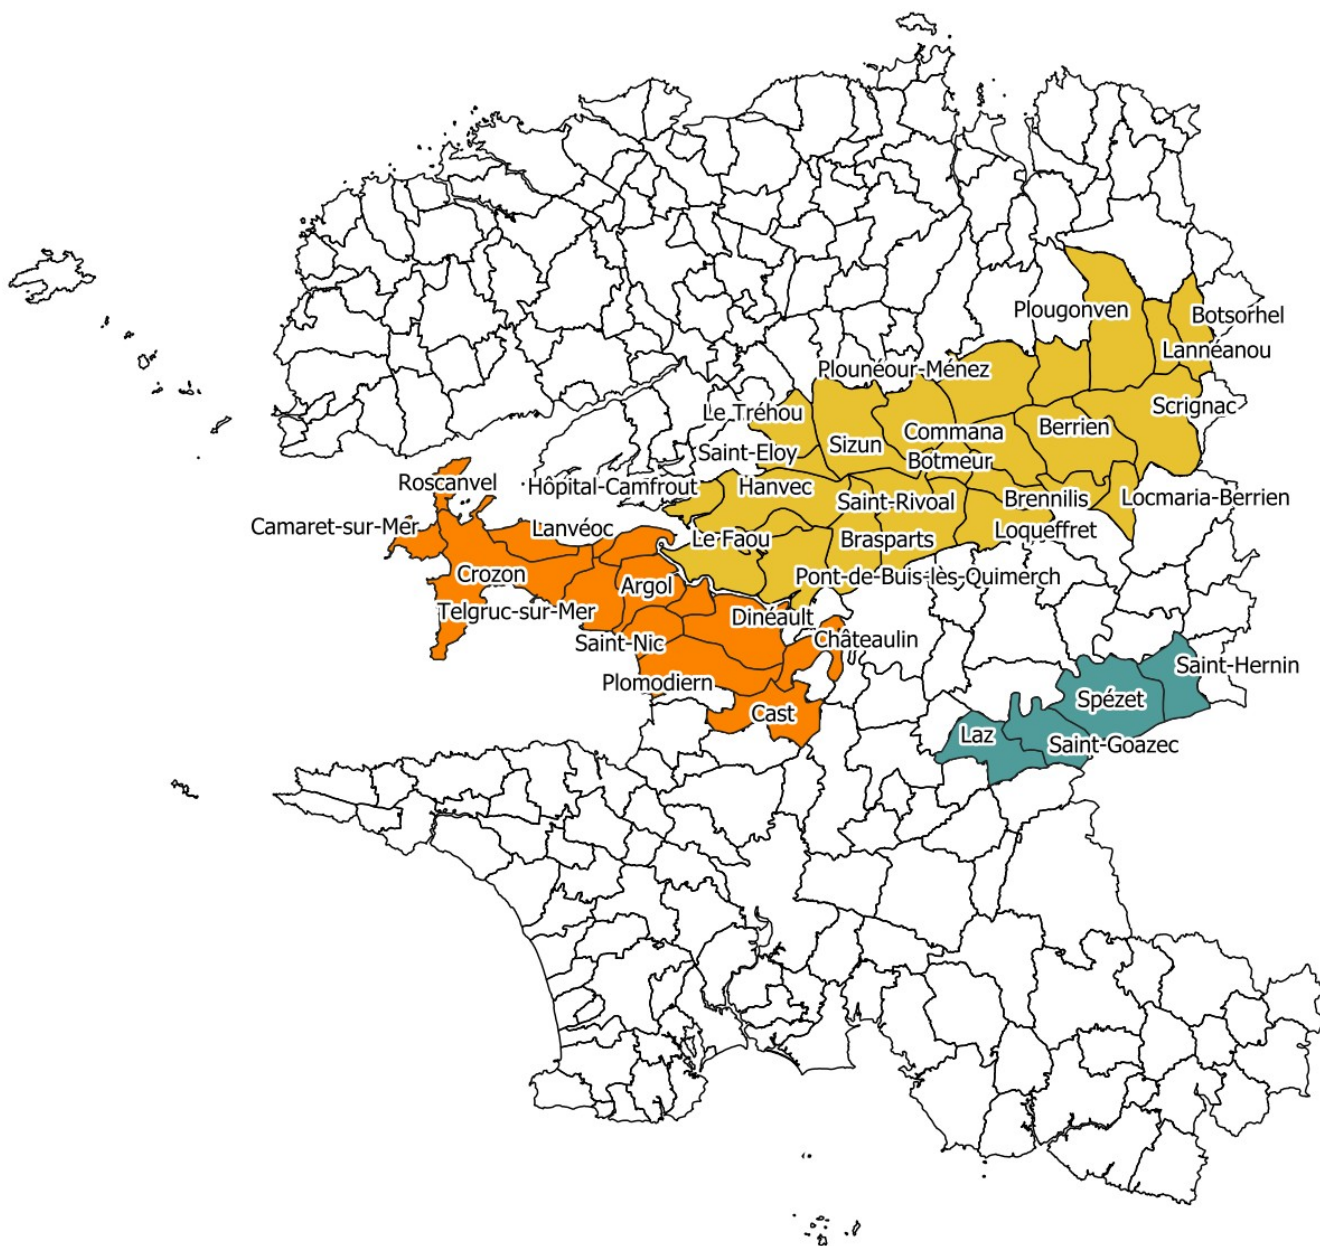 Plougonven
Botsorhel
Lannéanou
Plounéour-Ménez
Scrignac
Le Tréhou
Commana
Berrien
Sizun
Saint-Eloy
Botmeur
Roscanvel
Hôpital-Camfrout
Hanvec
Saint-Rivoal
Brennilis
Locmaria-Berrien
Camaret-sur-Mer
Lanvéoc
Le Faou
Brasparts
Loqueffret
Crozon
Argol
Pont-de-Buis-lès-Quimerch
Telgruc-sur-Mer
Dinéault
Saint-Nic
Châteaulin
Saint-Hernin
Plomodiern
Spézet
Cast
Laz
Saint-Goazec